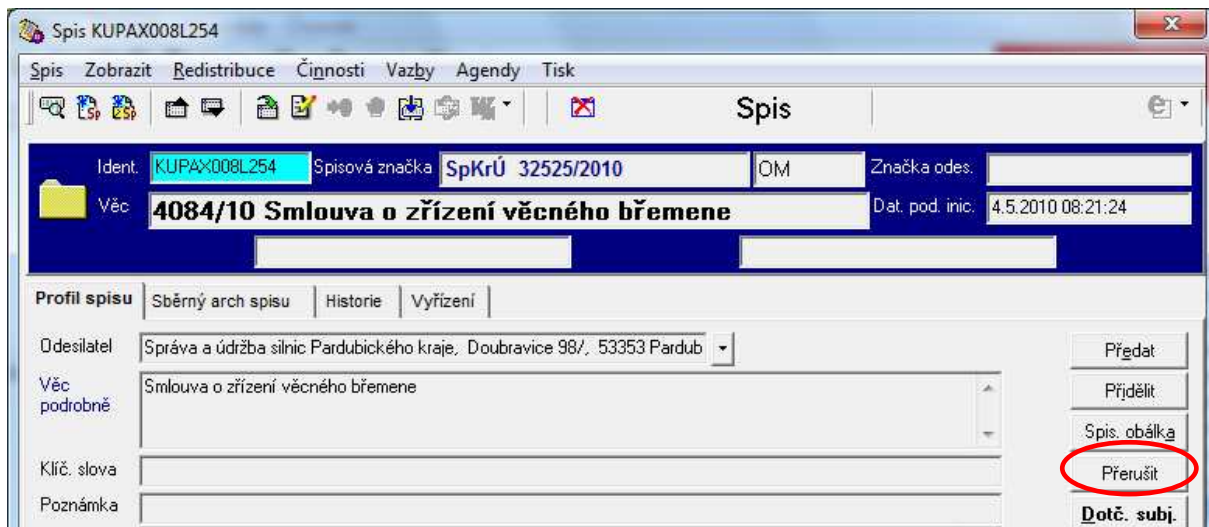 Spis KUPAX008L254
Spis Zobrazit Redistribuce Činnosti Vazby Agendy Tisk
Spis
Ident. KUPAX008L254 Spisová značka SpKrÚ 32525/2010 OM Značka odes.
Věc 4084/10 Smlouva o zřízení věcného břemene Dat. pod. inic. 4.5.2010 08:21:24
Profil spisu Sběrný arch spisu Historie Vyřízení
Odesilatel Správa a údržba silnic Pardubického kraje, Doubravice 98/, 53353 Pardub
Předat
Věc podrobně Smlouva o zřízení věcného břemene
Přidělit
Spis. obálka
Klíč. slova
Přerušit
Poznámka
Dotč. subj.